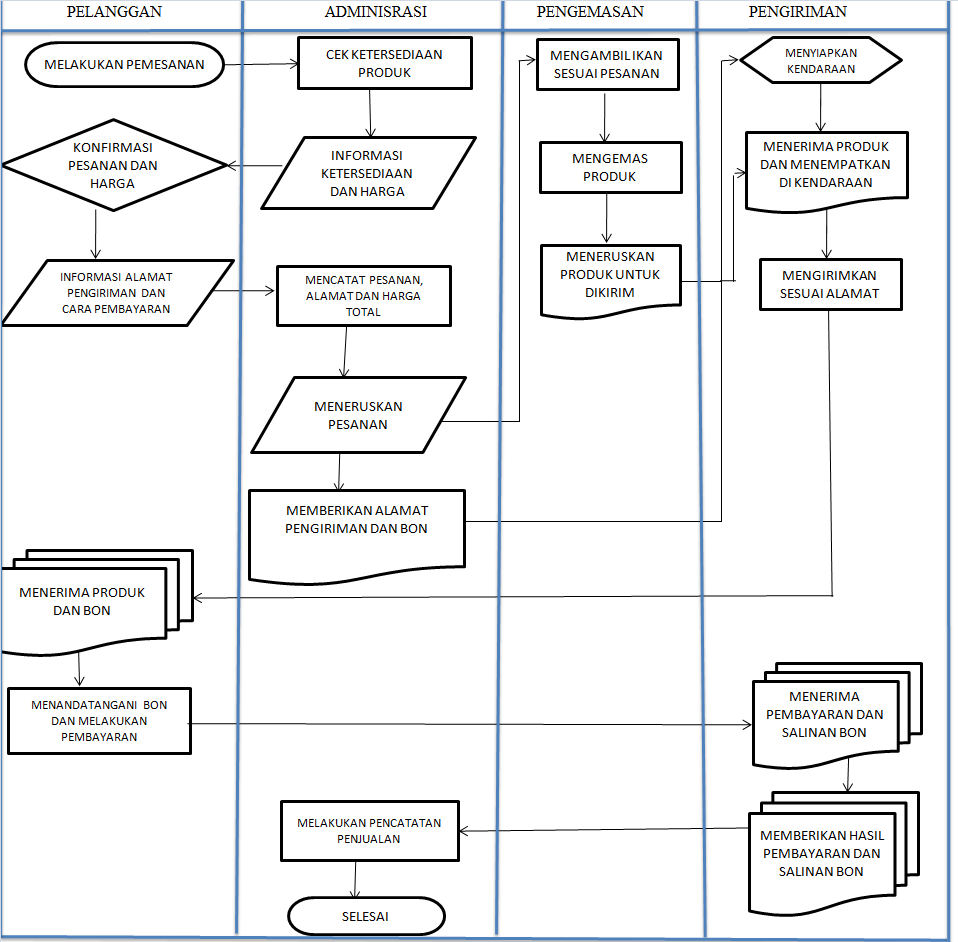 PELANGGAN
ADMINISRASI
PENGEMASAN
PENGIRIMAN
MELAKUKAN PEMESANAN
CEK KETERSEDIAAN
PRODUK
MENGAMBILIKAN
SESUAI PESANAN
MENYIAPKAN
KENDARAAN
KONFIRMASI
PESANAN DAN
HARGA
INFORMASI
KETERSEDIAAN
DAN HARGA
MENGEMAS
PRODUK
MENERIMA PRODUK
DAN MENEMPATKAN
DI KENDARAAN
INFORMASI ALAMAT
PENGIRIMAN DAN
CARA PEMBAYARAN
MENCATAT PESANAN,
ALAMAT DAN HARGA
TOTAL
MENERUSKAN
PRODUK UNTUK
DIKIRIM
MENGIRIMKAN
SESUAI ALAMAT
MENERUSKAN
PESANAN
MEMBERIKAN ALAMAT
PENGIRIMAN DAN BON
MENERIMA PRODUK
DAN BON
MENANDATANGANI BON
DAN MELAKUKAN
PEMBAYARAN
MENERIMA
PEMBAYARAN DAN
SALINAN BON
MELAKUKAN PENCATATAN
PENJUALAN
MEMBERIKAN HASIL
PEMBAYARAN DAN
SALINAN BON
SELESAI